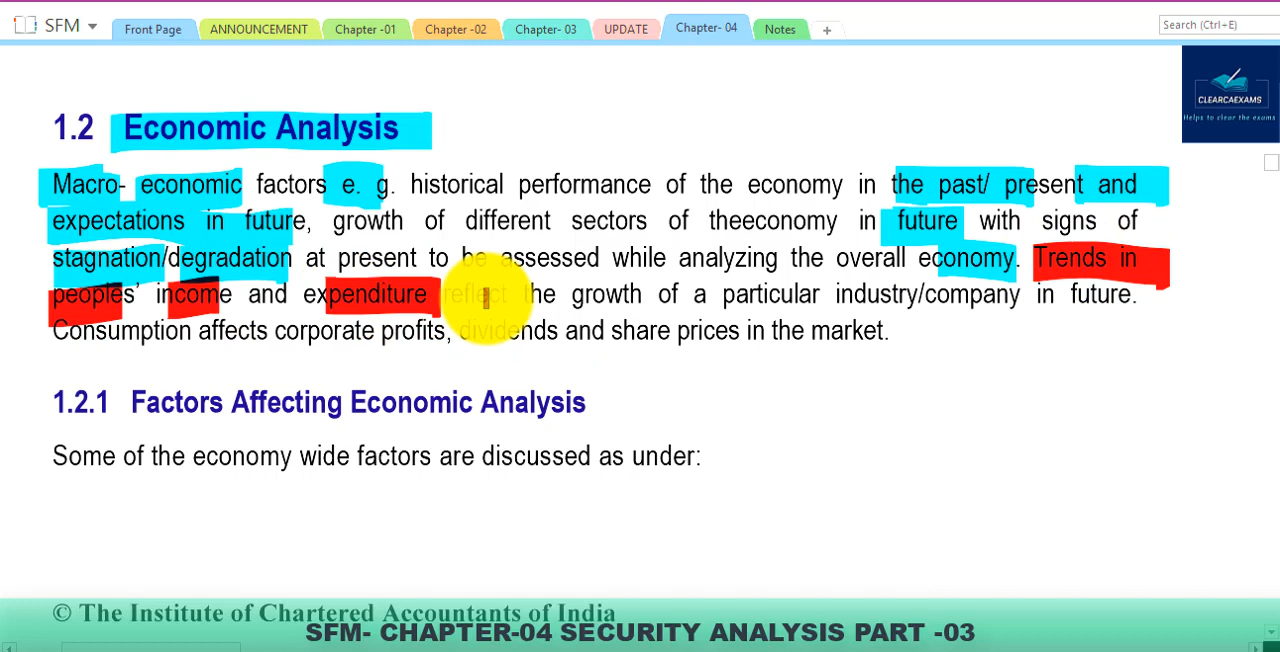 SFM
Front Page
ANNOUNCEMENT
Chapter -01
Chapter -02
Chapter- 03
UPDATE
Chapter- 04
Notes
+
Search (Ctrl+E)
CLEARCAEXAMS
Helps to clear the exams
1.2 Economic Analysis
Macro- economic factors e. g. historical performance of the economy in the past/ present and
expectations in future, growth of different sectors of theeconomy in future with signs of
stagnation/degradation at present to be assessed while analyzing the overall economy. Trends in
peoples’ income and expenditure reflect the growth of a particular industry/company in future.
Consumption affects corporate profits, dividends and share prices in the market.
1.2.1 Factors Affecting Economic Analysis
Some of the economy wide factors are discussed as under:
© The Institute of Chartered Accountants of India
SFM- CHAPTER-04 SECURITY ANALYSIS PART -03